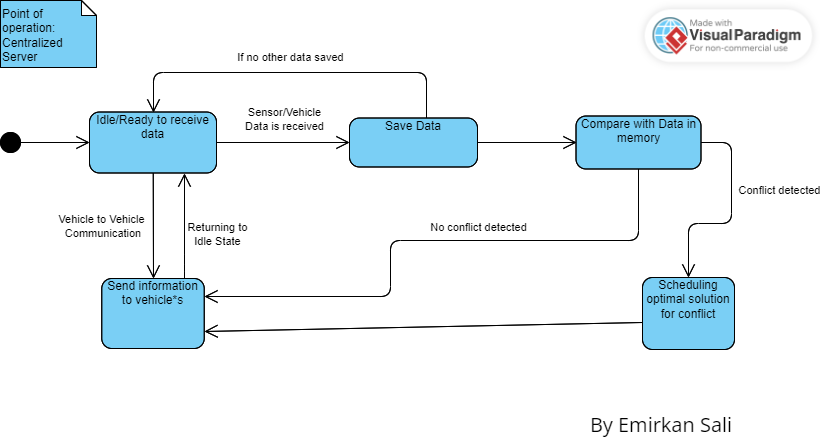 Point of
operation:
Centralized
Server
Made with
Visual Paradigm
For non-commercial use
If no other data saved
Idle/Ready to receive
data
Sensor/Vehicle
Data is received
Save Data
Compare with Data in
memory
Conflict detected
Vehicle to Vehicle
Communication
Returning to
Idle State
No conflict detected
Send information
to vehicle*s
Scheduling
optimal solution
for conflict
By Emirkan Sali